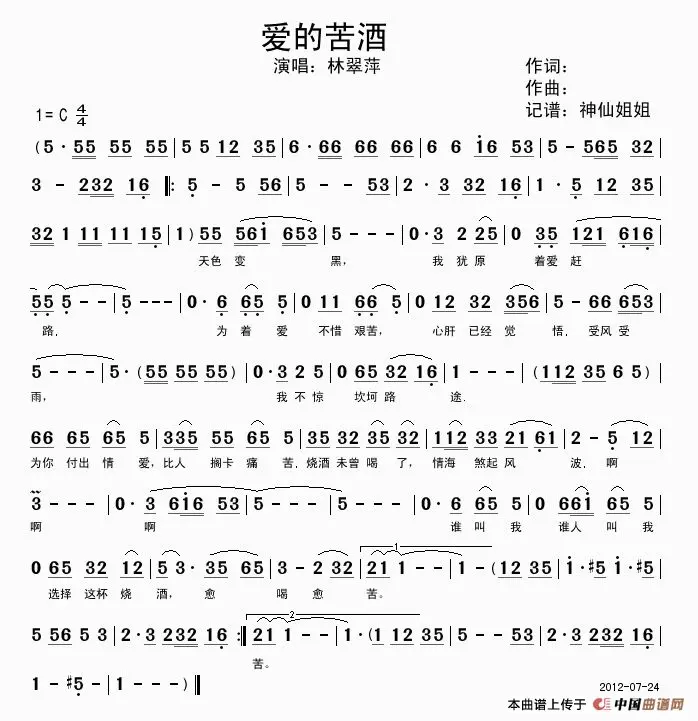 爱的苦酒
演唱：林翠萍
作词：
作曲：
1= C 4/4
记谱：神仙姐姐
(5·55 55 55|5 5 12 35|6·66 66 66|6 6 i6 53|5 - 565 32|
3 - 232 16‖:5 - 5 56|5 - - 53|2·3 32 16|1·5 12 35|
32 1 11 11 15|1) 55 56i 653|5 - - -|0·3 2 25|0 35 121 616|
天色 变 黑， 我 犹 原 着爱 赶
55 5 - -|5 - - -|0·6 65 5|0 11 66 5|0 12 32 356|5 66 653|
路． 为 着 爱 不惜 艰苦， 心肝 已经 觉 悟．受风 受
5 - - -|5·(55 55 55)|0·3 2 5|0 65 32 16|1 - - -|(112 35 6 5)|
雨， 我 不 惊 坎坷 路 途．
66 65 65 5|335 55 65 5|35 32 35 32|112 33 21 61|2 - 5 12|
为你 付出 情 爱，比人 搁卡 痛 苦．烧酒 未曾 喝 了，情海 煞起 风 波．啊
3 - - -|0·3 6i6 53|5 - - -|5 - - -|0 6 65 5|0 66i 65 5|
啊 啊 谁 叫 我 谁人 叫 我
0 65 32 12|5 3· 35 65|3 - 2 32|1 21 1 - -|1 - - (12 35|i·#5 i·#5|
选择 这杯 烧 酒， 愈 喝 愈 苦。
5 56 5 3|2·3 232 16:‖2 21 1 - -|1·(1 12 35|5 5 56 53|2·3 232 16|
苦。
1 - #5 -|1 - -)‖
2012-07-24
本曲谱上传于 中国曲谱网